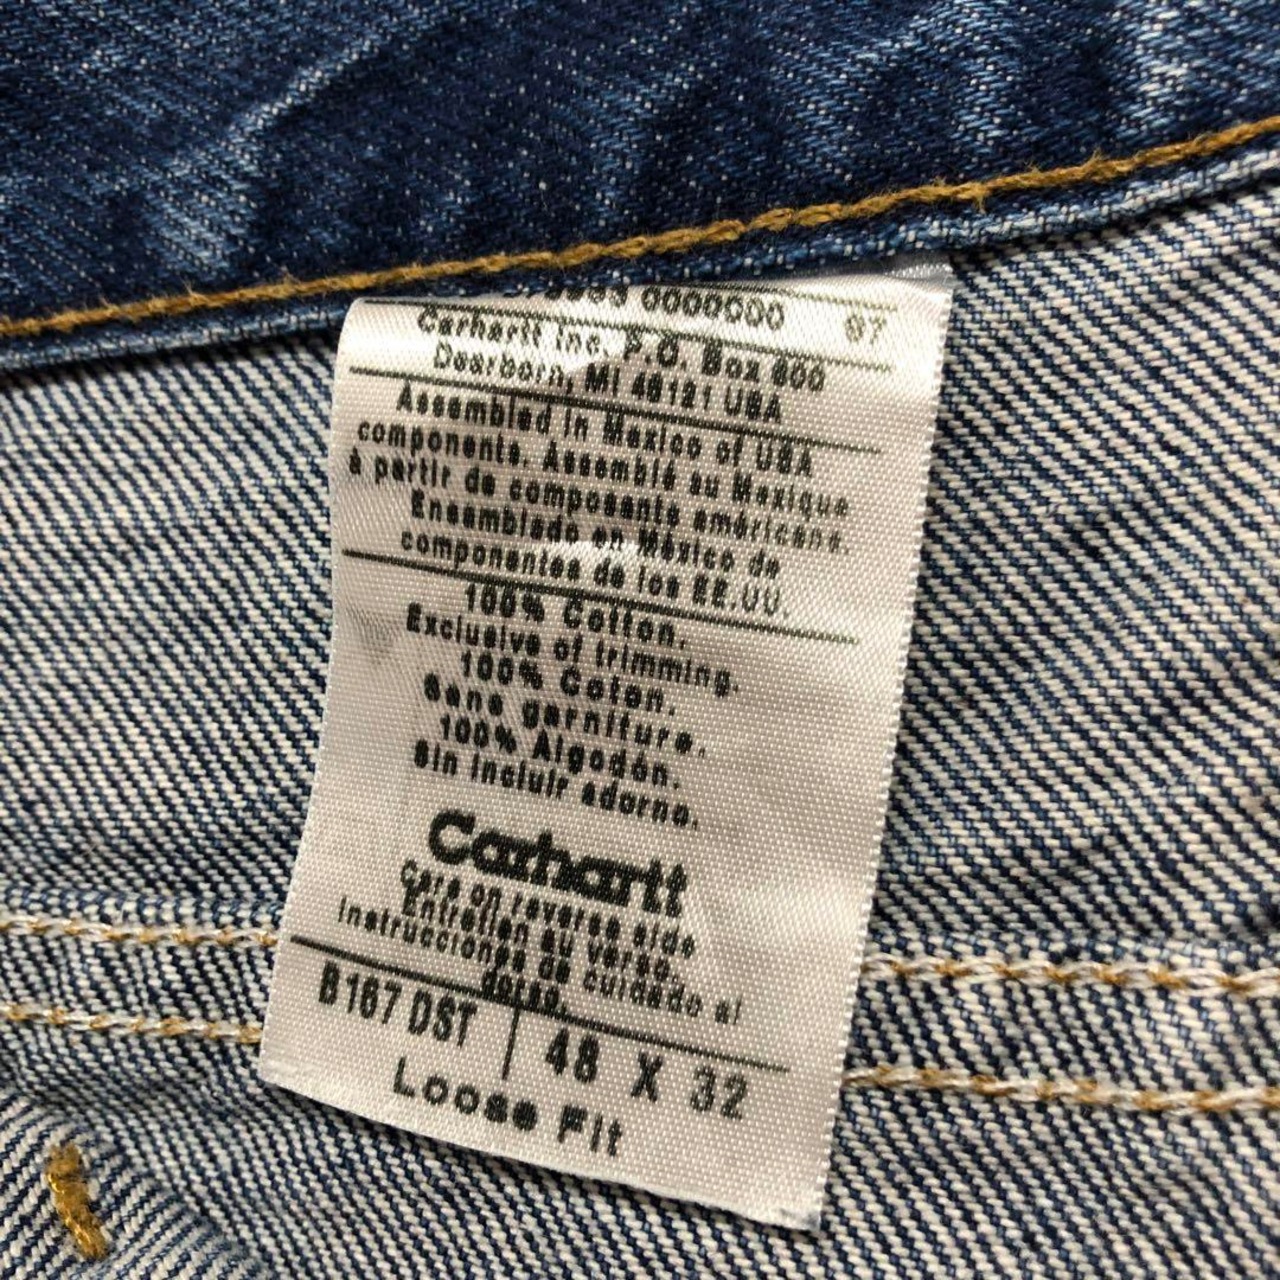 0000000 07
Carhartt Inc. P.O. Box 600
Dearborn, MI 48121 USA
Assembled in Mexico of USA
components. Assemblé au Mexique
à partir de composants américans.
Ensamblado en México de
componentes de los EE.UU.
100% Cotton.
Exclusive of trimming.
100% Coton.
Sans garniture.
100% Algodón.
Sin incluir adorno.
Carhartt
Care on reverse side
Entretien au verso.
Instrucciones de cuidado al
dorso.
B167 DST 48 X 32
Loose Fit